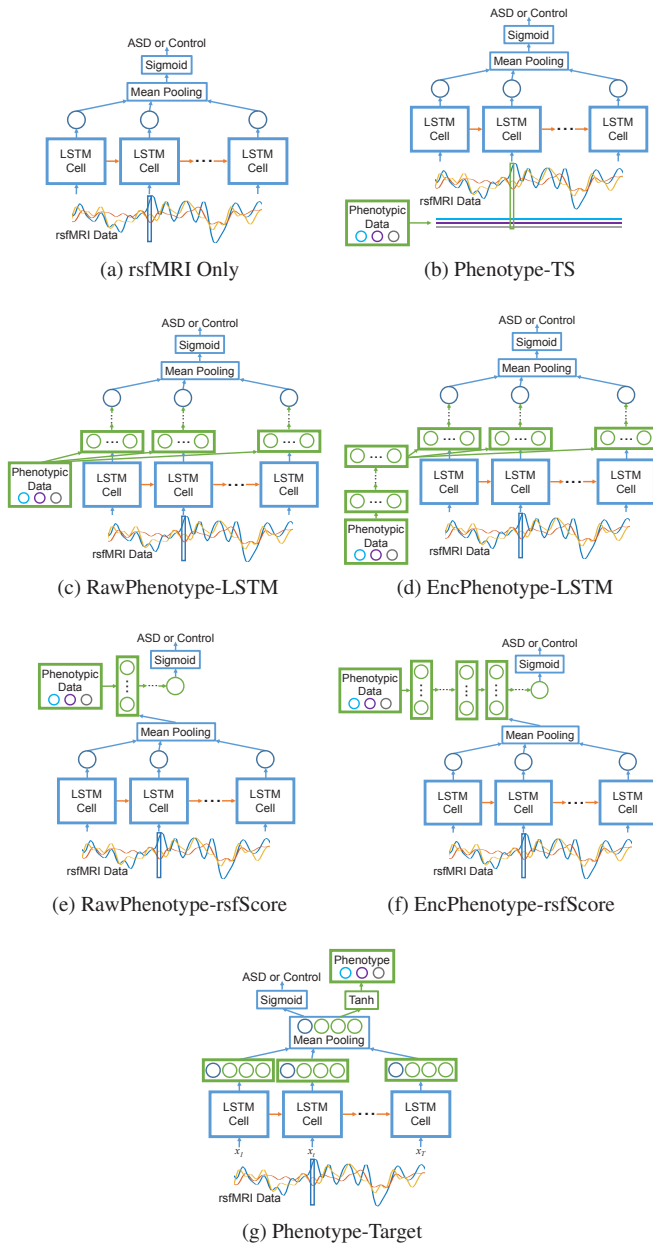 ASD or Control
Sigmoid
Mean Pooling
LSTM Cell LSTM Cell LSTM Cell
rsfMRI Data
(a) rsfMRI Only
ASD or Control
Sigmoid
Mean Pooling
LSTM Cell LSTM Cell LSTM Cell
rsfMRI Data
Phenotypic Data
(b) Phenotype-TS
ASD or Control
Sigmoid
Mean Pooling
Phenotypic Data
LSTM Cell LSTM Cell LSTM Cell
rsfMRI Data
(c) RawPhenotype-LSTM
ASD or Control
Sigmoid
Mean Pooling
LSTM Cell LSTM Cell LSTM Cell
Phenotypic Data
rsfMRI Data
(d) EncPhenotype-LSTM
ASD or Control
Sigmoid
Phenotypic Data
Mean Pooling
LSTM Cell LSTM Cell LSTM Cell
rsfMRI Data
(e) RawPhenotype-rsfScore
ASD or Control
Sigmoid
Phenotypic Data
Mean Pooling
LSTM Cell LSTM Cell LSTM Cell
rsfMRI Data
(f) EncPhenotype-rsfScore
Phenotype
ASD or Control
Sigmoid Tanh
Mean Pooling
LSTM Cell LSTM Cell LSTM Cell
x1 xt xT
rsfMRI Data
(g) Phenotype-Target